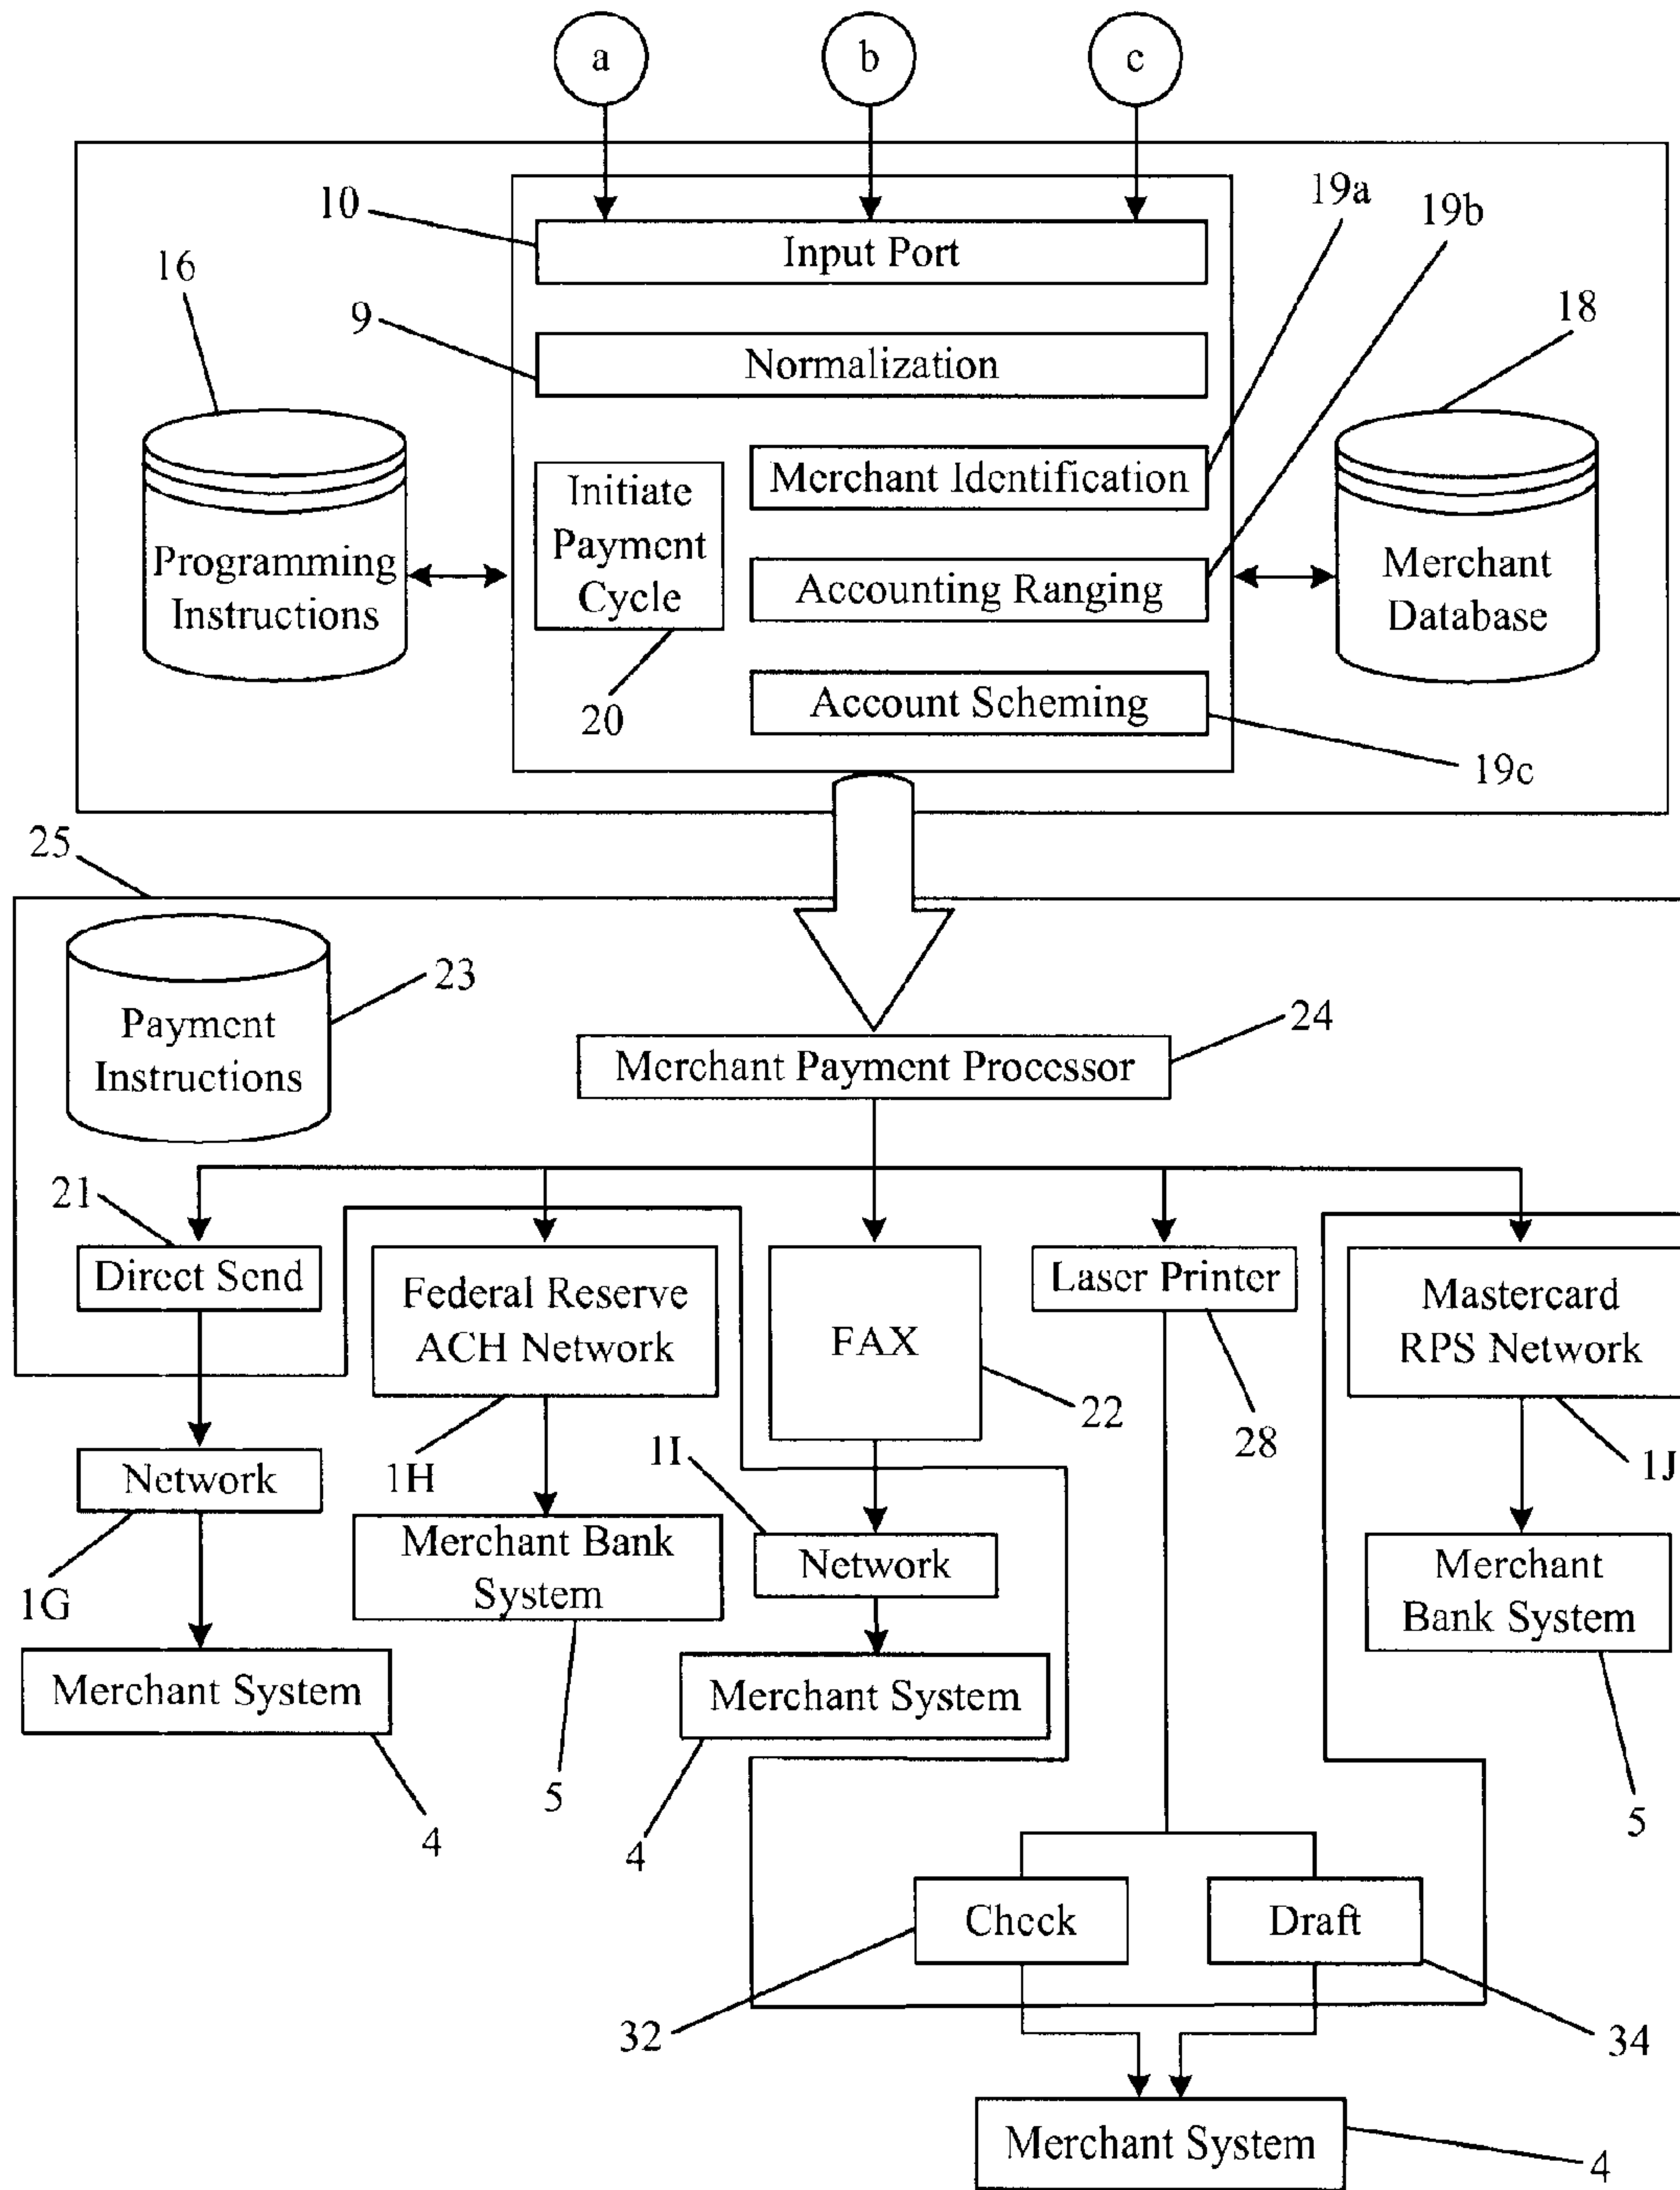 a
b
c
10
Input Port
19a
19b
16
9
Normalization
18
Merchant Identification
Initiate
Payment
Cycle
Programming
Instructions
Accounting Ranging
Merchant
Database
20
Account Scheming
19c
25
23
Payment
Instructions
24
Merchant Payment Processor
21
Direct Send
Federal Reserve
ACH Network
FAX
Laser Printer
Mastercard
RPS Network
22
28
1H
1I
1J
Network
Merchant Bank
System
Network
Merchant
Bank System
1G
Merchant System
Merchant System
5
5
4
4
Check
Draft
32
34
Merchant System
4